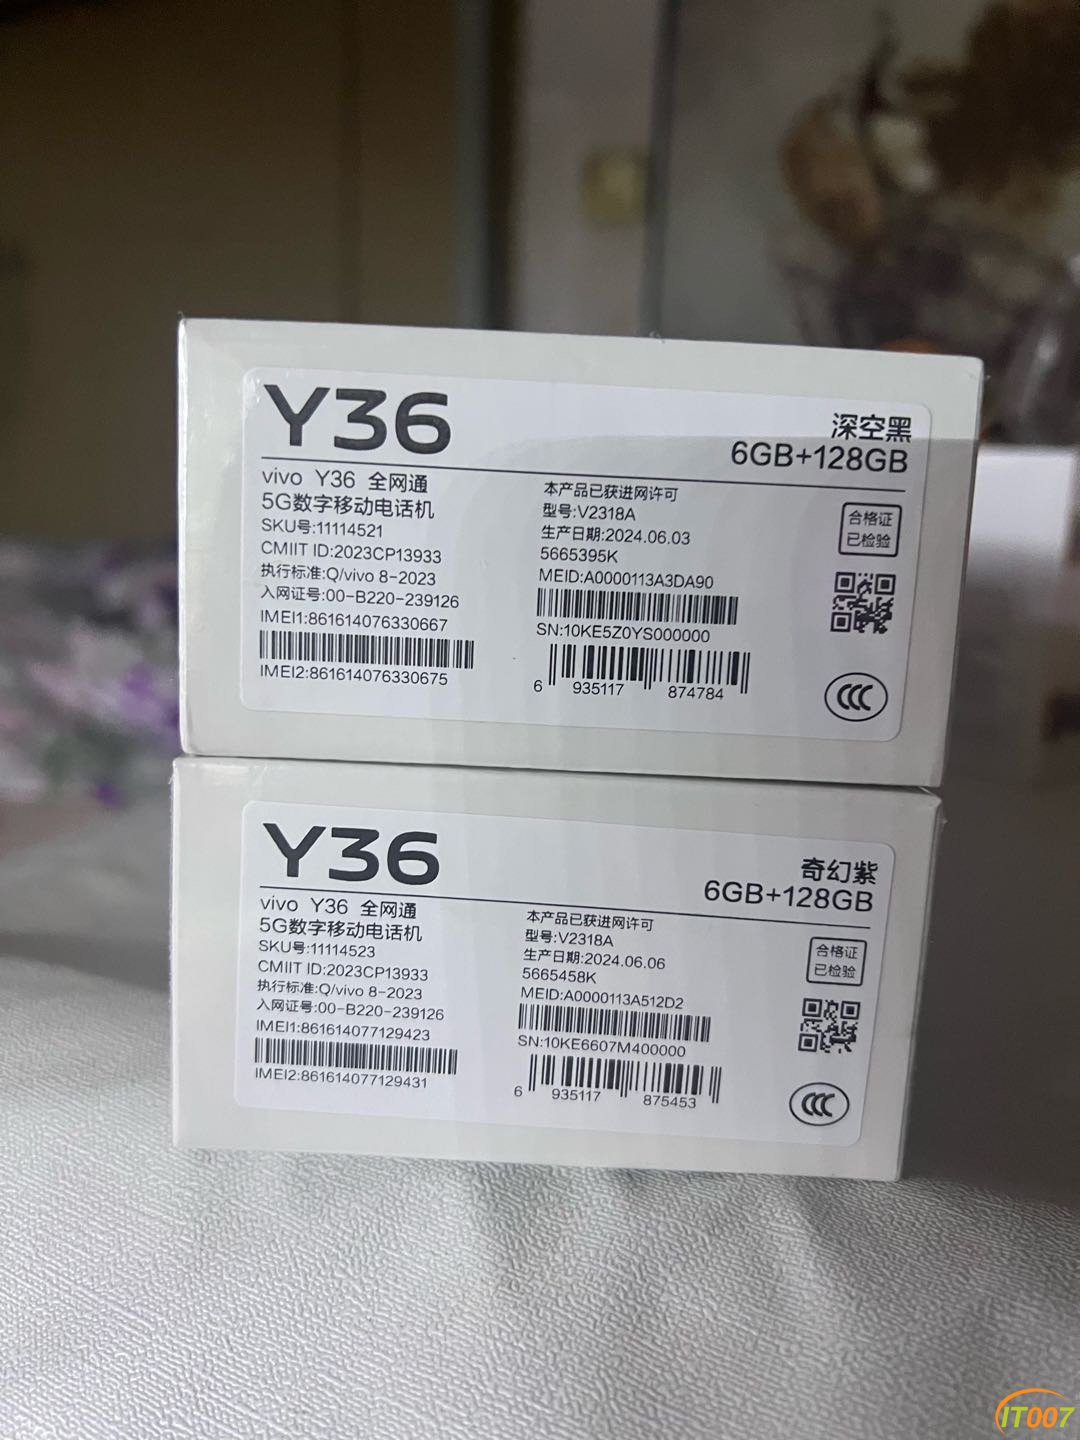 Y36
深空黑
6GB+128GB
vivo Y36 全网通
5G数字移动电话机
SKU号:11114521
CMIIT ID:2023CP13933
执行标准:Q/vivo 8-2023
入网证号:00-B220-239126
IMEI1:861614076330667
IMEI2:861614076330675
本产品已获进网许可
型号:V2318A
生产日期:2024.06.03
5665395K
MEID:A0000113A3DA90
SN:10KE5Z0YS000000
6 935117 874784
合格证
已检验
CCC
Y36
奇幻紫
6GB+128GB
vivo Y36 全网通
5G数字移动电话机
SKU号:11114523
CMIIT ID:2023CP13933
执行标准:Q/vivo 8-2023
入网证号:00-B220-239126
IMEI1:861614077129423
IMEI2:861614077129431
本产品已获进网许可
型号:V2318A
生产日期:2024.06.06
5665458K
MEID:A0000113A512D2
SN:10KE6607M400000
6 935117 875453
合格证
已检验
CCC
IT007